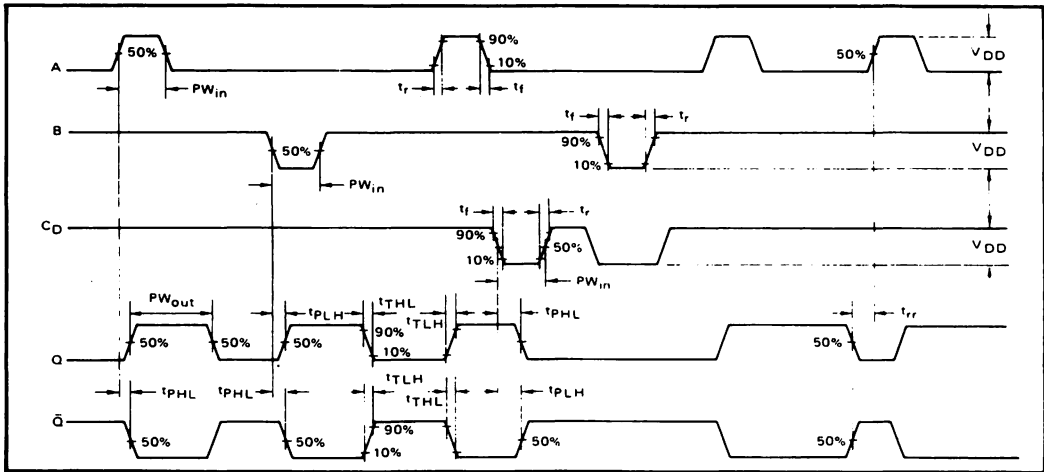 A 50% 90% 10% 50% VDD
PWin tr tf
B 50% tf tr 90% 10% VDD
PWin
CD tf tr 90% 10% 50% VDD
PWin
PWout tPLH tTHL tTLH tPHL trr
Q 50% 50% 50% 90% 10% 50% 50%
tPHL tPHL tTLH tTHL tPLH
Q̄ 50% 50% 90% 10% 50% 50%